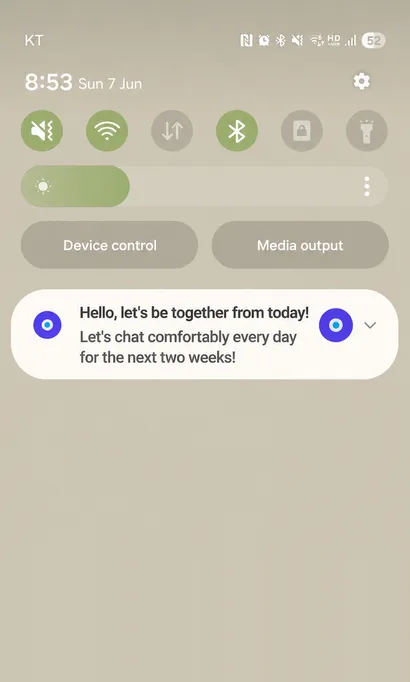 KT
HD
52
8:53 Sun 7 Jun
Device control
Media output
Hello, let's be together from today!
Let's chat comfortably every day
for the next two weeks!